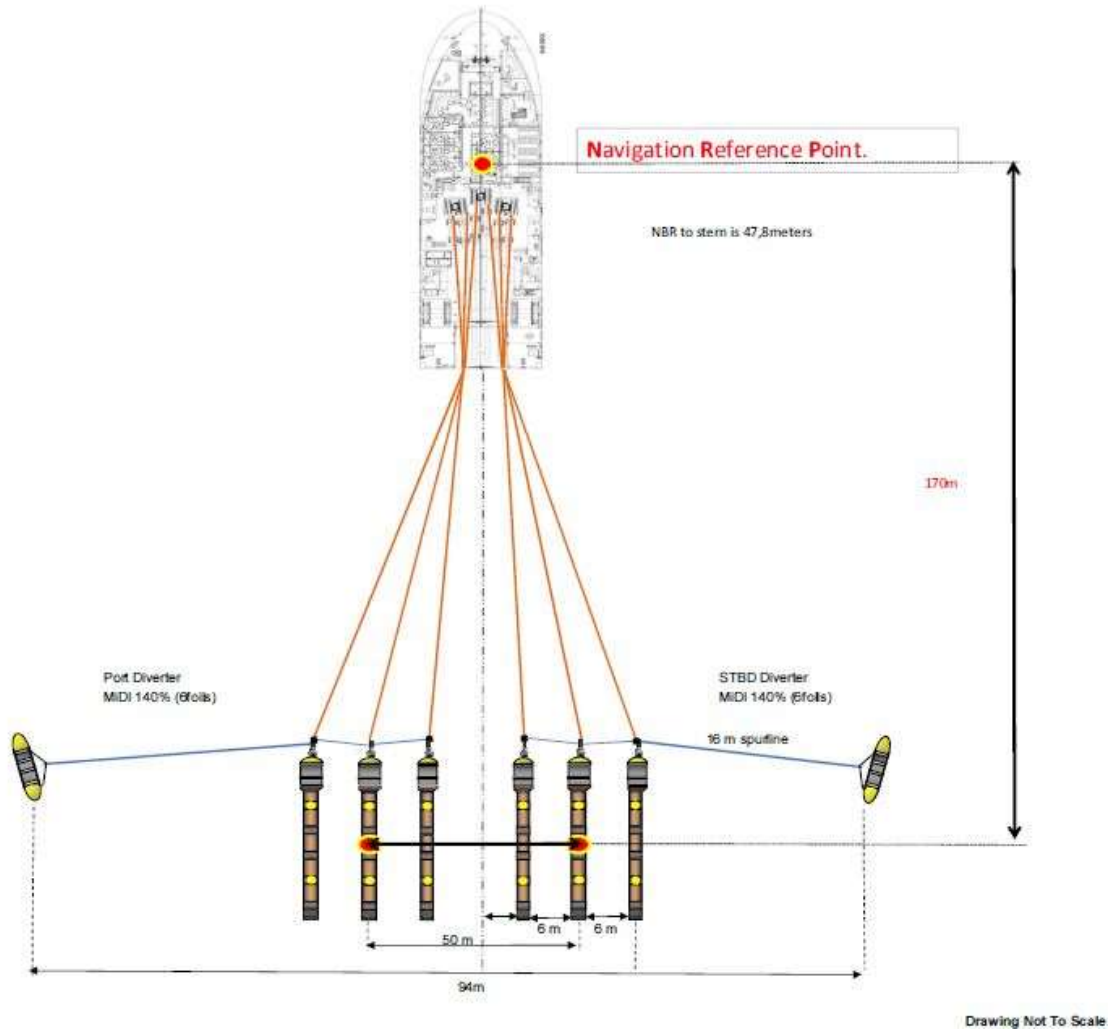 Navigation Reference Point.
NBR to stern is 47,8meters
170m
Port Diverter
MIDI 140% (6foils)
STBD Diverter
MIDI 140% (6foils)
16 m spurline
6 m
6 m
50 m
94m
Drawing Not To Scale